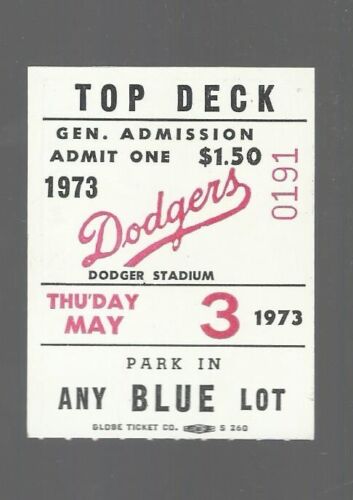 TOP DECK
GEN. ADMISSION
ADMIT ONE $1.50
1973
Dodgers
0191
DODGER STADIUM
THU'DAY
MAY 3 1973
PARK IN
ANY BLUE LOT
GLOBE TICKET CO. S 260